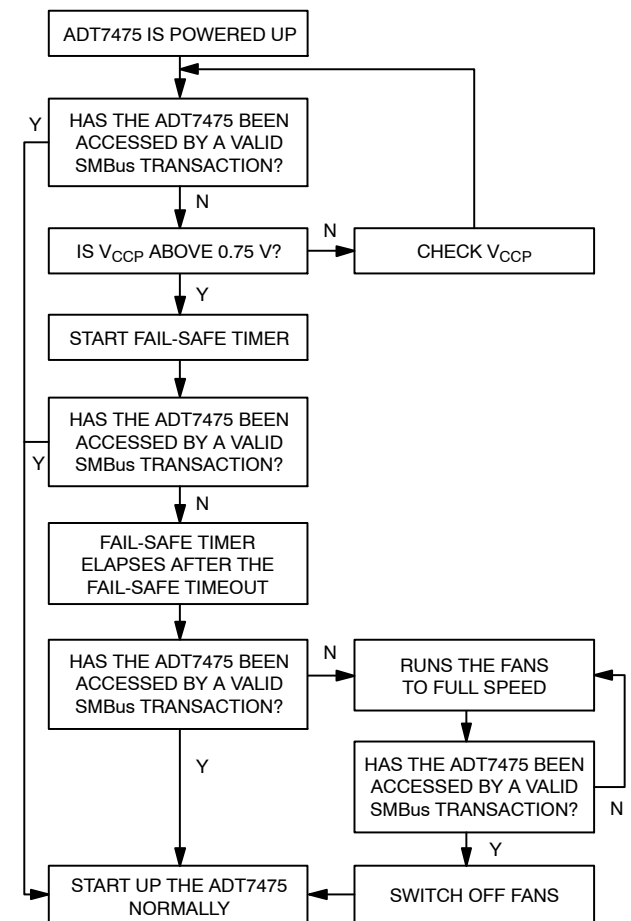 ADT7475 IS POWERED UP
Y
HAS THE ADT7475 BEEN
ACCESSED BY A VALID
SMBus TRANSACTION?
N
IS VCCP ABOVE 0.75 V?
N
CHECK VCCP
Y
START FAIL-SAFE TIMER
HAS THE ADT7475 BEEN
ACCESSED BY A VALID
SMBus TRANSACTION?
Y
N
FAIL-SAFE TIMER
ELAPSES AFTER THE
FAIL-SAFE TIMEOUT
HAS THE ADT7475 BEEN
ACCESSED BY A VALID
SMBus TRANSACTION?
N
RUNS THE FANS
TO FULL SPEED
Y
HAS THE ADT7475 BEEN
ACCESSED BY A VALID
SMBus TRANSACTION?
N
Y
START UP THE ADT7475
NORMALLY
SWITCH OFF FANS